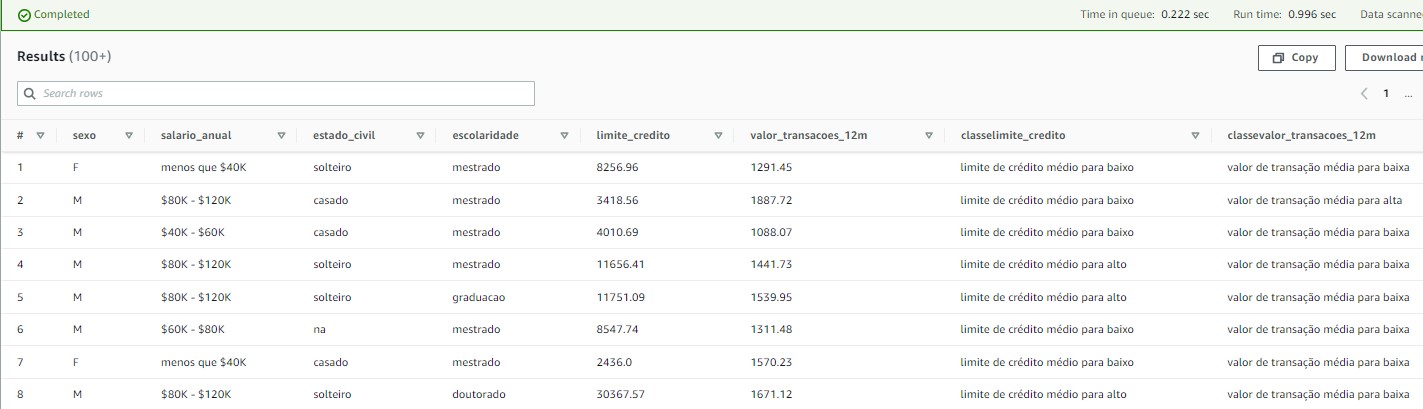 Completed Time in queue: 0.222 sec Run time: 0.996 sec Data scanne
Results (100+) Copy Download r
Search rows 1 ...
# sexo salario_anual estado_civil escolaridade limite_credito valor_transacoes_12m classelimite_credito classevalor_transacoes_12m
1 F menos que $40K solteiro mestrado 8256.96 1291.45 limite de crédito médio para baixo valor de transação média para baixa
2 M $80K - $120K casado mestrado 3418.56 1887.72 limite de crédito médio para baixo valor de transação média para alta
3 M $40K - $60K casado mestrado 4010.69 1088.07 limite de crédito médio para baixo valor de transação média para baixa
4 M $80K - $120K solteiro mestrado 11656.41 1441.73 limite de crédito médio para alto valor de transação média para baixa
5 M $80K - $120K solteiro graduacao 11751.09 1539.95 limite de crédito médio para alto valor de transação média para baixa
6 M $60K - $80K na mestrado 8547.74 1311.48 limite de crédito médio para baixo valor de transação média para baixa
7 F menos que $40K casado mestrado 2436.0 1570.23 limite de crédito médio para baixo valor de transação média para baixa
8 M $80K - $120K solteiro doutorado 30367.57 1671.12 limite de crédito médio para alto valor de transação média para baixa